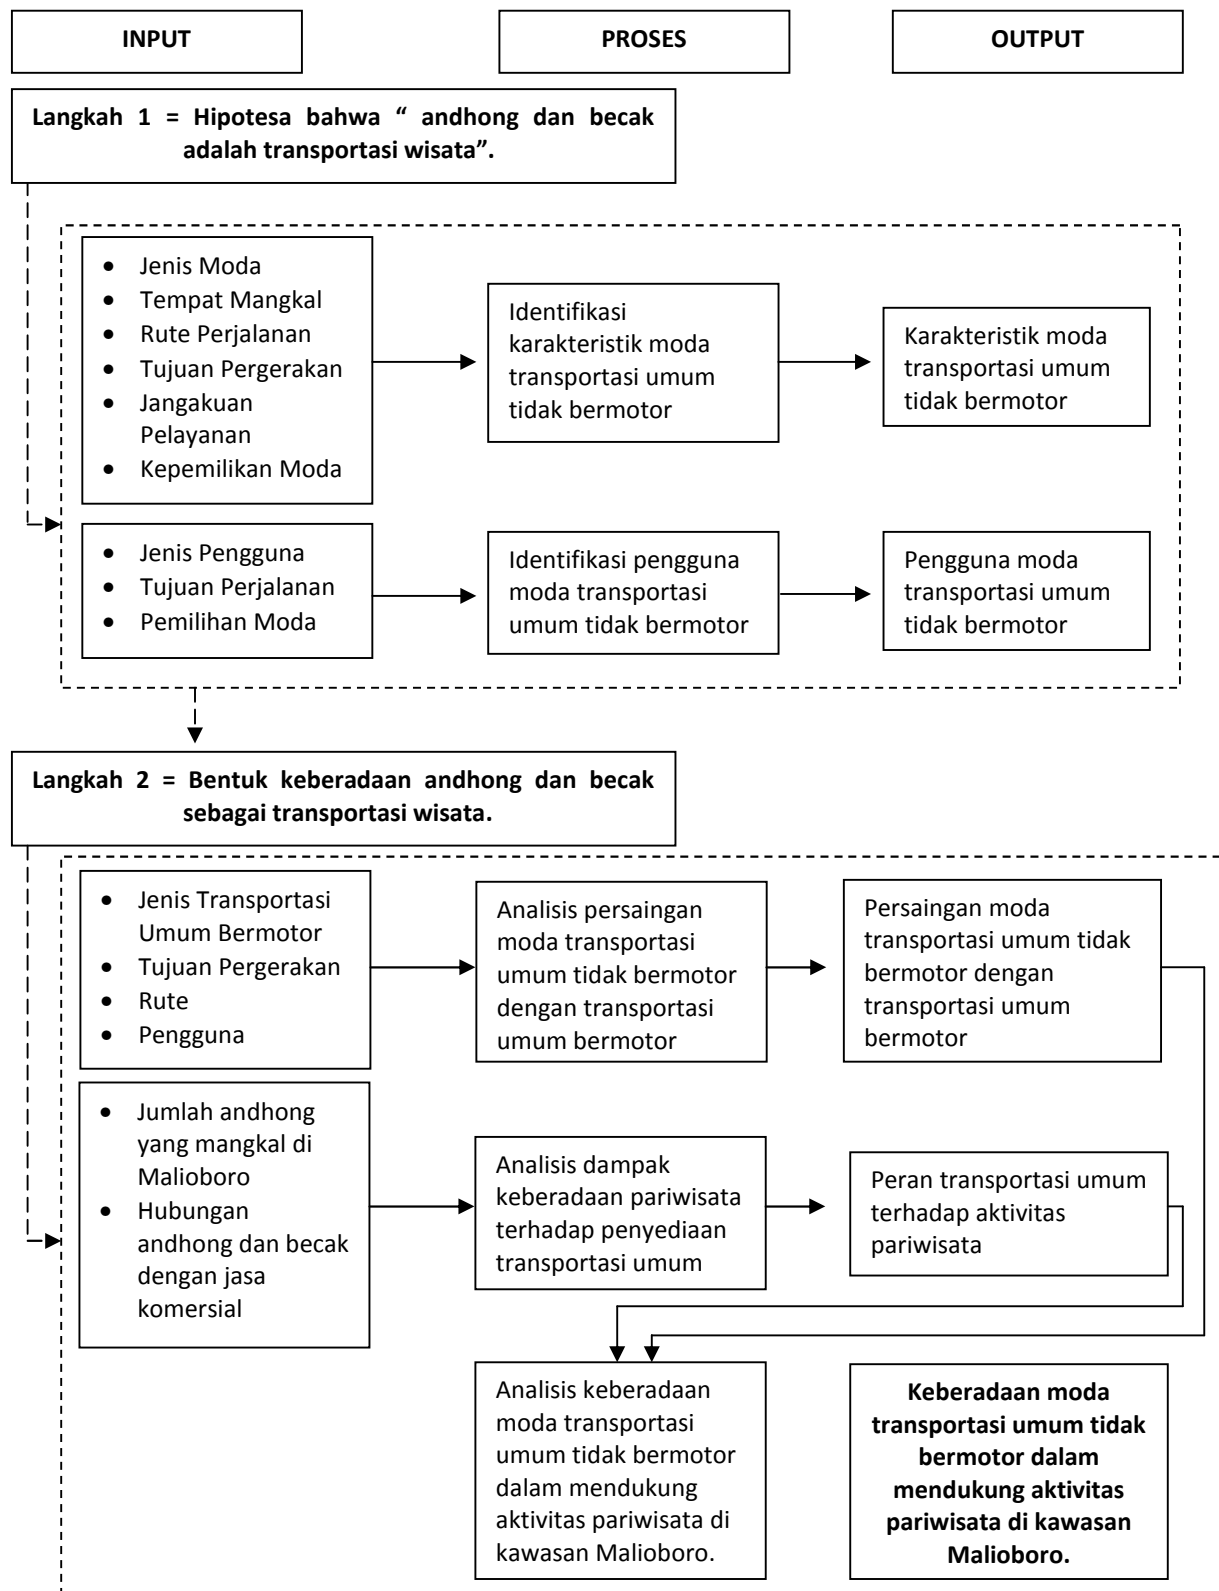 INPUT
PROSES
OUTPUT
Langkah 1 = Hipotesa bahwa “ andhong dan becak
adalah transportasi wisata”.
• Jenis Moda
• Tempat Mangkal
• Rute Perjalanan
• Tujuan Pergerakan
• Jangakuan
Pelayanan
• Kepemilikan Moda
Identifikasi
karakteristik moda
transportasi umum
tidak bermotor
Karakteristik moda
transportasi umum
tidak bermotor
• Jenis Pengguna
• Tujuan Perjalanan
• Pemilihan Moda
Identifikasi pengguna
moda transportasi
umum tidak bermotor
Pengguna moda
transportasi umum
tidak bermotor
Langkah 2 = Bentuk keberadaan andhong dan becak
sebagai transportasi wisata.
• Jenis Transportasi
Umum Bermotor
• Tujuan Pergerakan
• Rute
• Pengguna
Analisis persaingan
moda transportasi
umum tidak bermotor
dengan transportasi
umum bermotor
Persaingan moda
transportasi umum tidak
bermotor dengan
transportasi umum
bermotor
• Jumlah andhong
yang mangkal di
Malioboro
• Hubungan
andhong dan becak
dengan jasa
komersial
Analisis dampak
keberadaan pariwisata
terhadap penyediaan
transportasi umum
Peran transportasi umum
terhadap aktivitas
pariwisata
Analisis keberadaan
moda transportasi
umum tidak bermotor
dalam mendukung
aktivitas pariwisata di
kawasan Malioboro.
Keberadaan moda
transportasi umum tidak
bermotor dalam
mendukung aktivitas
pariwisata di kawasan
Malioboro.